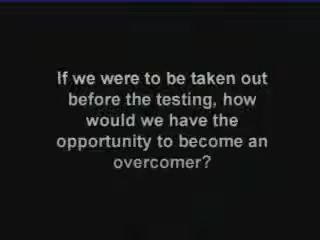 If we were to be taken out
before the testing, how
would we have the
opportunity to become an
overcomer?